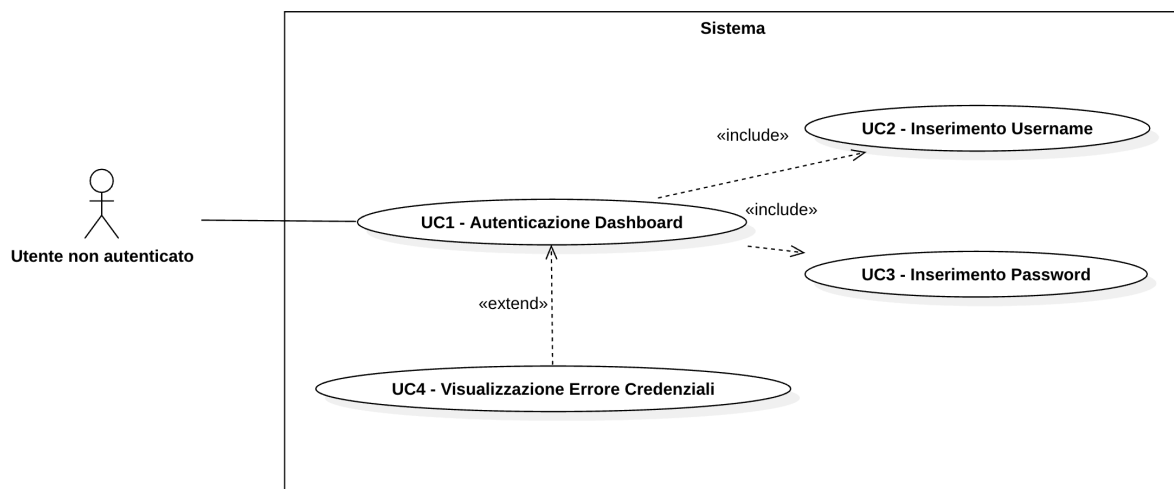 Sistema
«include»
UC2 - Inserimento Username
Utente non autenticato
UC1 - Autenticazione Dashboard
«include»
UC3 - Inserimento Password
«extend»
UC4 - Visualizzazione Errore Credenziali